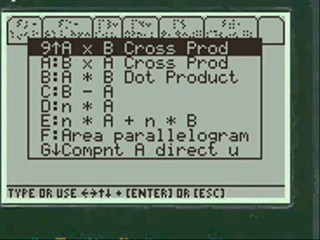 9↑A x B Cross Prod
A:B x A Cross Prod
B:A * B Dot Product
C:B - A
D:n * A
E:n * A + n * B
F:Area parallelogram
G↓Compnt A direct u
TYPE OR USE ←→↑↓ + [ENTER] OR [ESC]